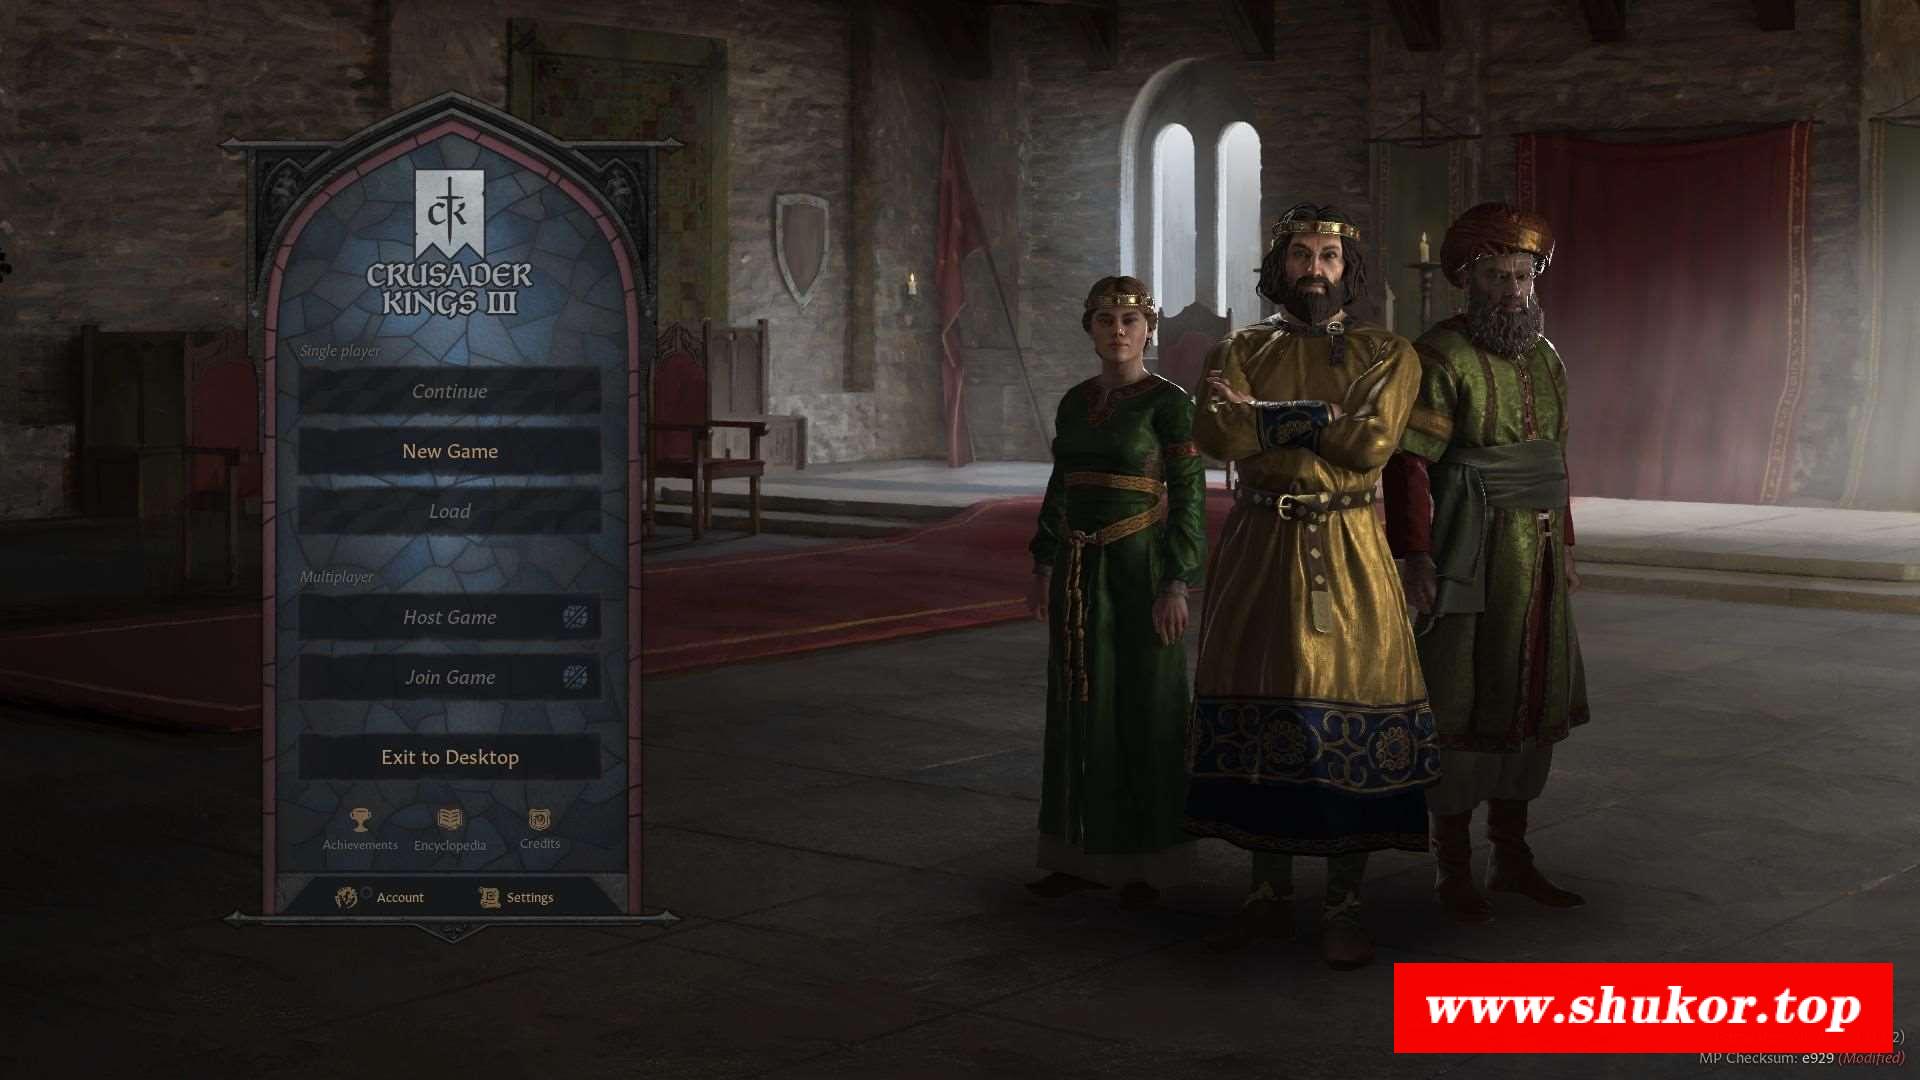 CK
CRUSADER
KINGS III
Single player
Continue
New Game
Load
Multiplayer
Host Game
Join Game
Exit to Desktop
Achievements
Encyclopedia
Credits
Account
Settings
www.shukor.top
2)
MP Checksum: e929 (Modified)